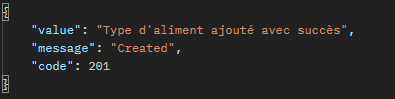 {
"value": "Type d'aliment ajouté avec succès",
"message": "Created",
"code": 201
}